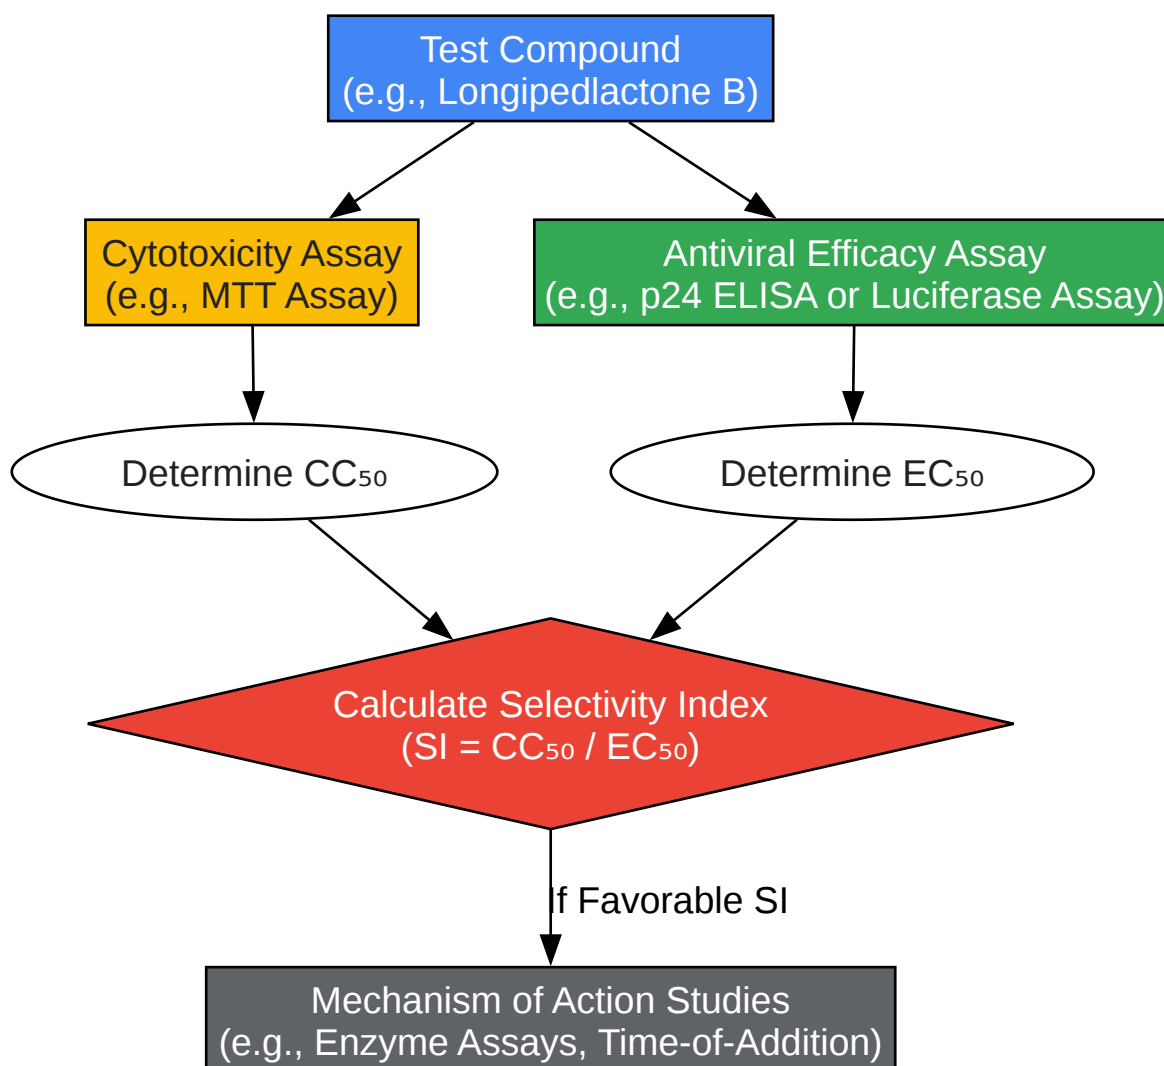 Test Compound
(e.g., Longipedlactone B)
Cytotoxicity Assay
(e.g., MTT Assay)
Antiviral Efficacy Assay
(e.g., p24 ELISA or Luciferase Assay)
Determine CC₅₀
Determine EC₅₀
Calculate Selectivity Index
(SI = CC₅₀ / EC₅₀)
If Favorable SI
Mechanism of Action Studies
(e.g., Enzyme Assays, Time-of-Addition)